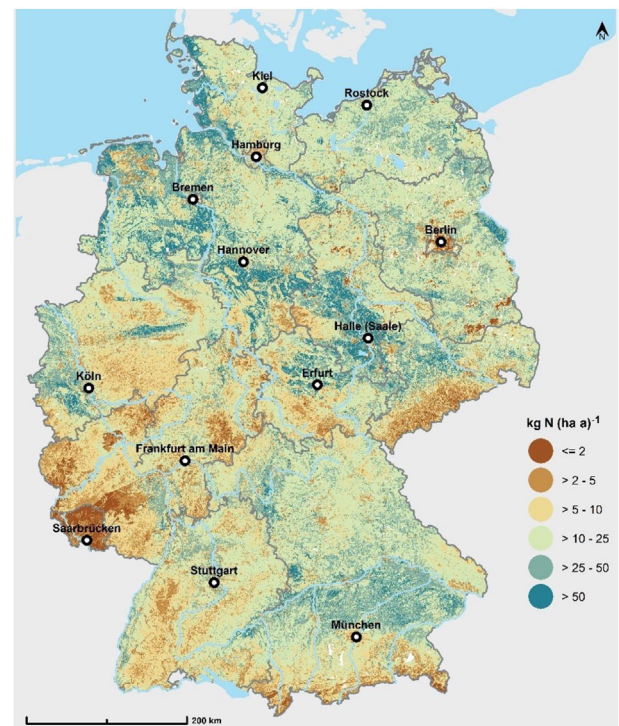 N
Kiel
Rostock
Hamburg
Bremen
Berlin
Hannover
Halle (Saale)
Köln
Erfurt
kg N (ha a)-1
<= 2
> 2 - 5
> 5 - 10
> 10 - 25
> 25 - 50
> 50
Frankfurt am Main
Saarbrücken
Stuttgart
München
200 km